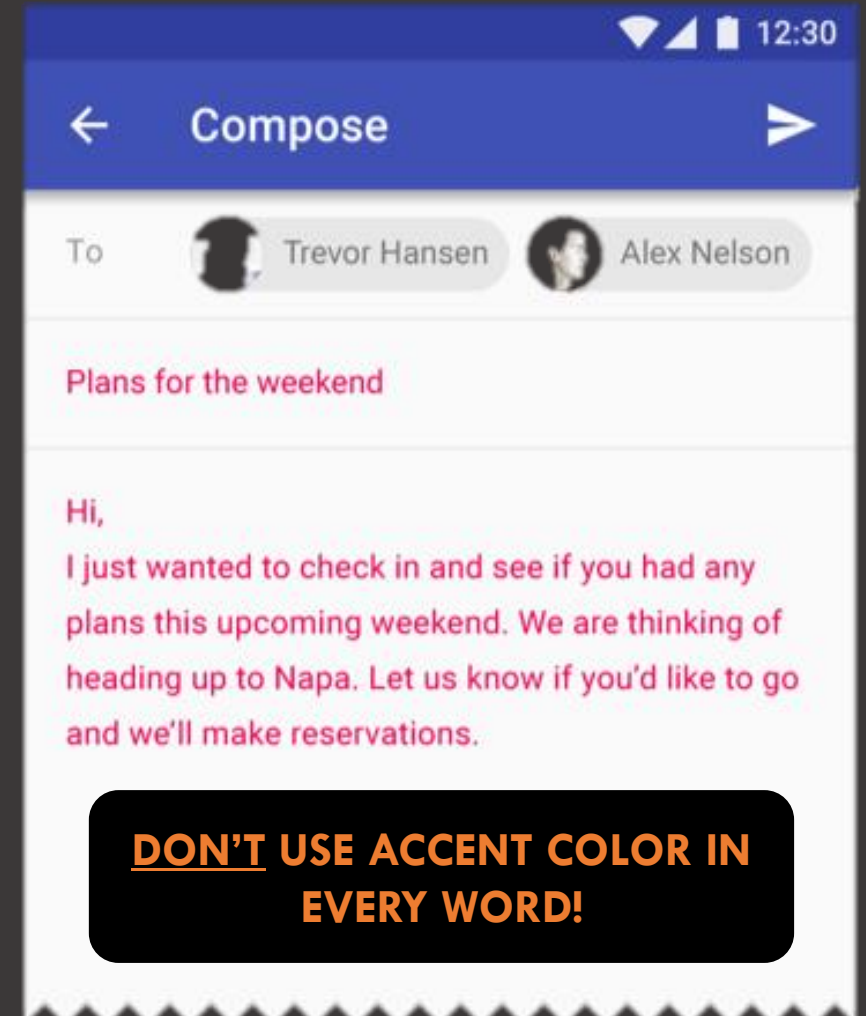 12:30
Compose
To Trevor Hansen Alex Nelson
Plans for the weekend
Hi,
I just wanted to check in and see if you had any
plans this upcoming weekend. We are thinking of
heading up to Napa. Let us know if you’d like to go
and we’ll make reservations.
DON’T USE ACCENT COLOR IN
EVERY WORD!